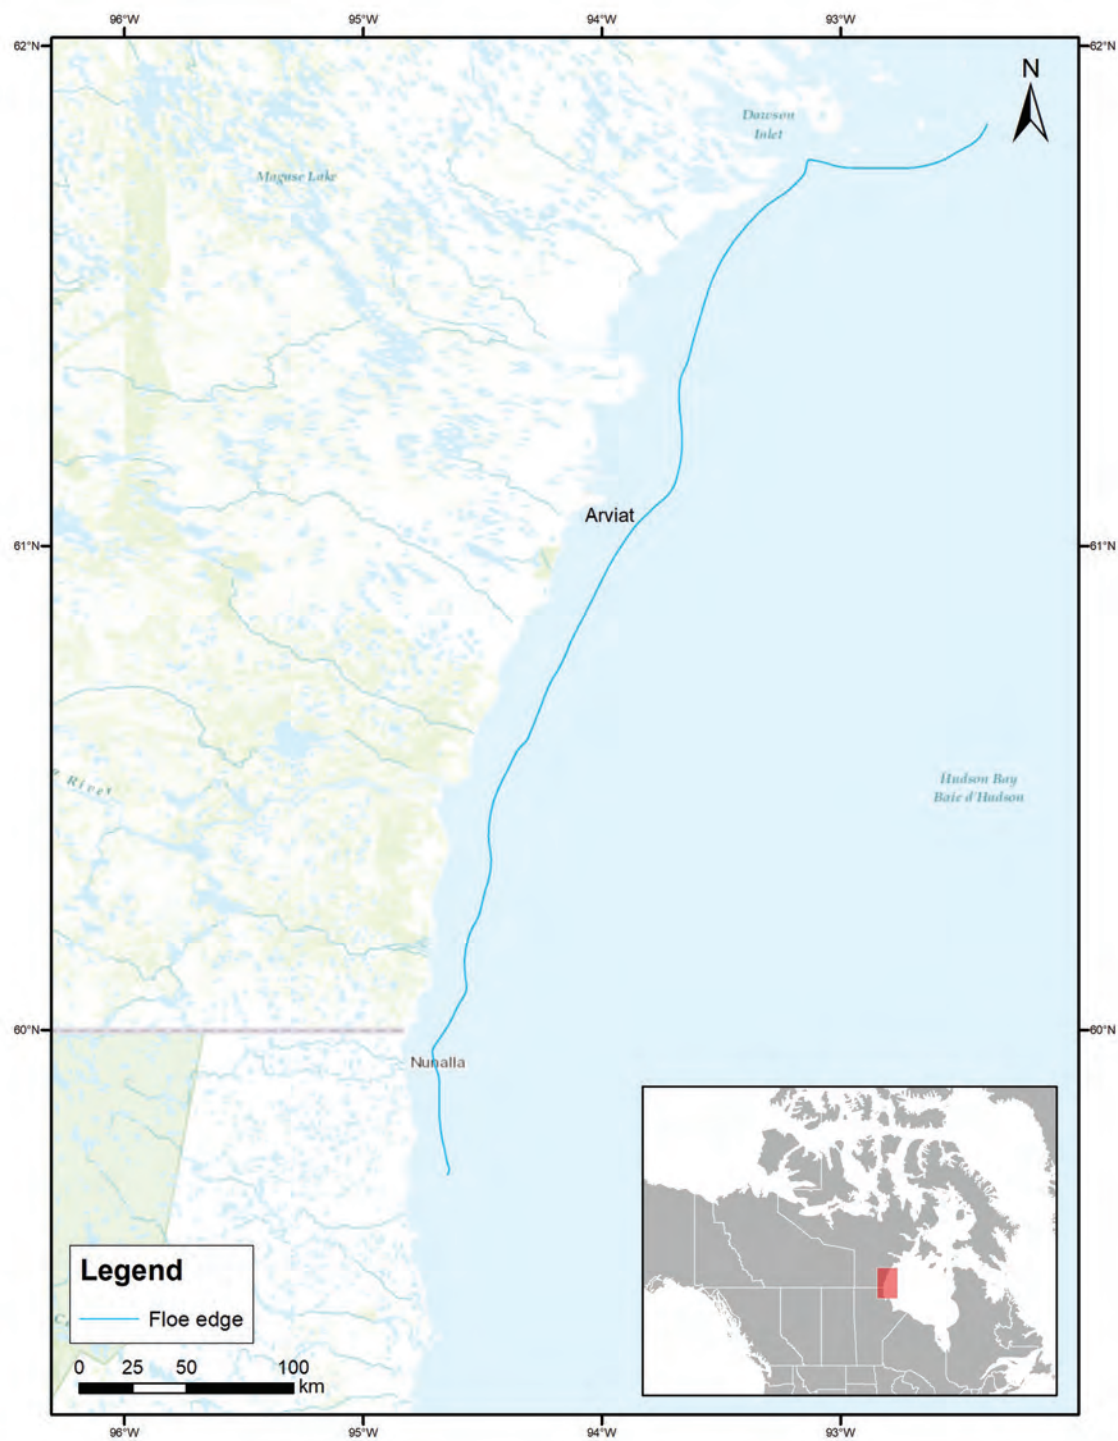 96°W 95°W 94°W 93°W
62°N 62°N
N
Dawson
Inlet
Maguse Lake
Arviat
61°N 61°N
Hudson Bay
Baie d'Hudson
River
60°N 60°N
Nunalla
Legend
Floe edge
0 25 50 100
km
96°W 95°W 94°W 93°W